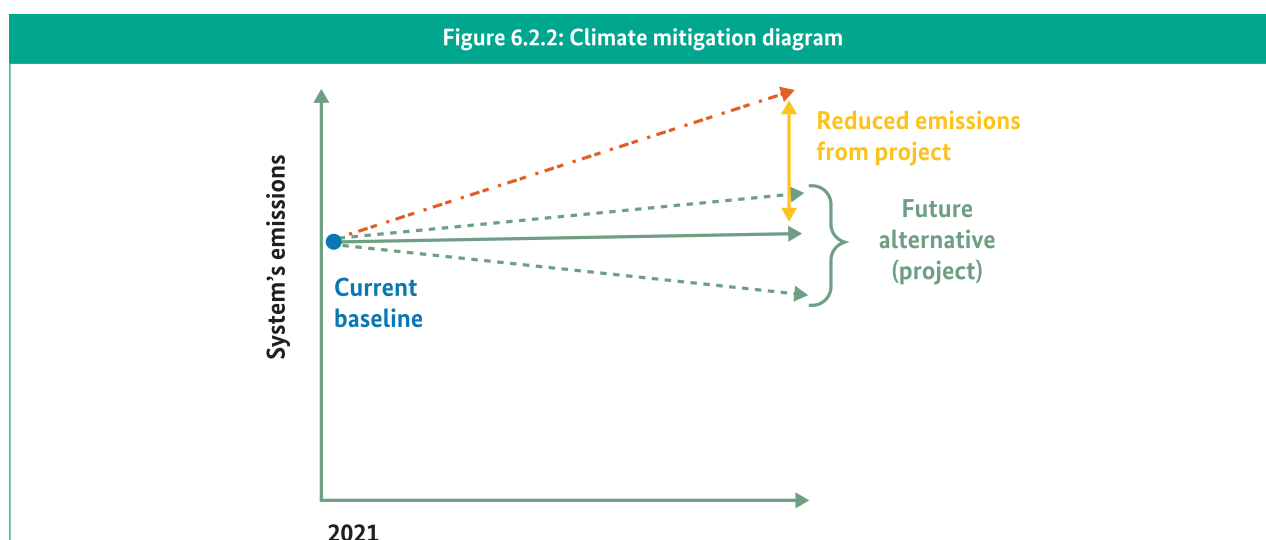 Figure 6.2.2: Climate mitigation diagram
Reduced emissions
from project
System's emissions
Future
alternative
(project)
Current
baseline
2021